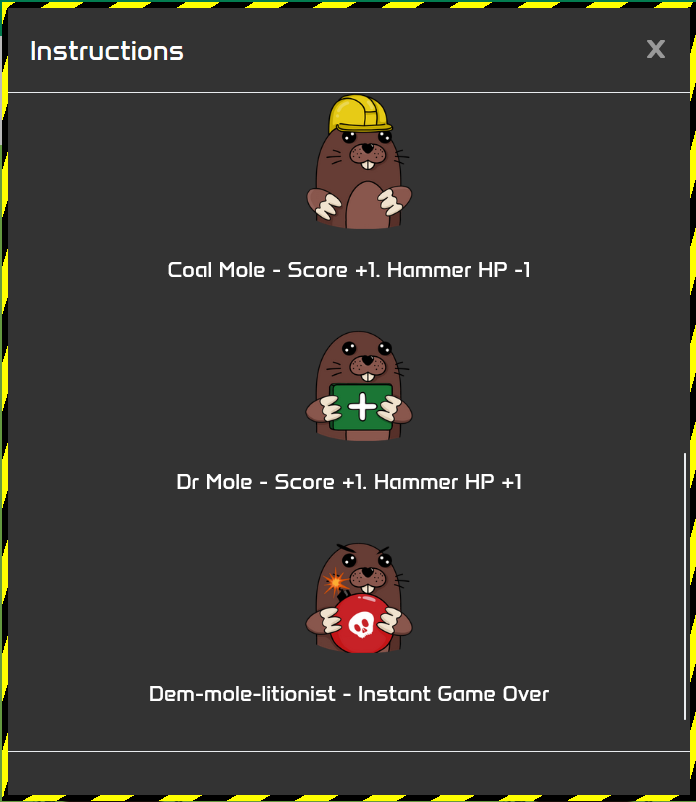 Instructions
X
Coal Mole - Score +1. Hammer HP -1
Dr Mole - Score +1. Hammer HP +1
Dem-mole-litionist - Instant Game Over